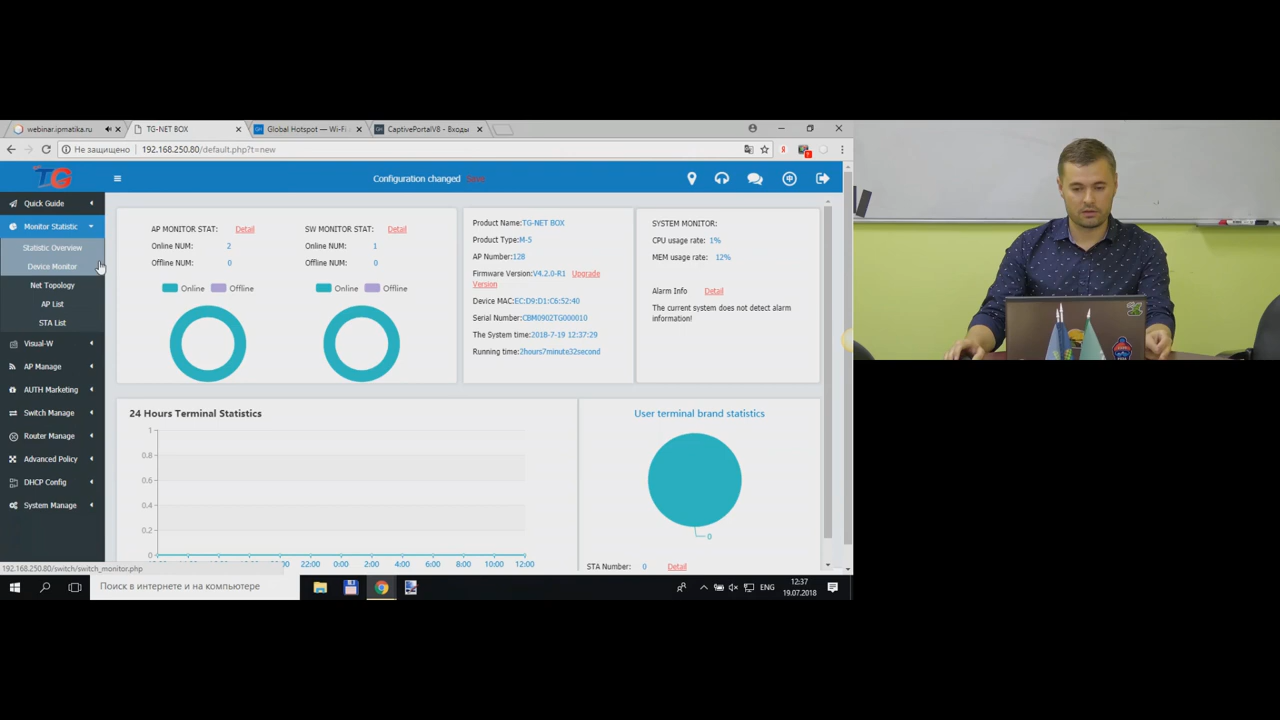 webinar.ipmatika.ru
TG-NET BOX
Global Hotspot — Wi-Fi
CaptivePortalV8 - Входы
Не защищено
192.168.250.80/default.php?t=new
TG
Configuration changed
Quick Guide
Monitor Statistic
Statistic Overview
Device Monitor
Net Topology
AP List
STA List
Visual-W
AP Manage
AUTH Marketing
Switch Manage
Router Manage
Advanced Policy
DHCP Config
System Manage
AP MONITOR STAT: Detail
Online NUM: 2
Offline NUM: 0
Online Offline
SW MONITOR STAT: Detail
Online NUM: 1
Offline NUM: 0
Online Offline
Product Name:TG-NET BOX
Product Type:M-5
AP Number:128
Firmware Version:V4.2.0-R1 Upgrade
Version
Device MAC:EC:D9:D1:C6:52:40
Serial Number:CBM0902TG000010
The System time:2018-7-19 12:37:29
Running time:2hours7minute32second
SYSTEM MONITOR:
CPU usage rate: 1%
MEM usage rate: 12%
Alarm Info Detail
The current system does not detect alarm
information!
24 Hours Terminal Statistics
1
0.8
0.6
0.4
0.2
0
22:00 0:00 2:00 4:00 6:00 8:00 10:00 12:00
User terminal brand statistics
0
STA Number: 0 Detail
192.168.250.80/switch/switch_monitor.php
Поиск в интернете и на компьютере
ENG
12:37
19.07.2018